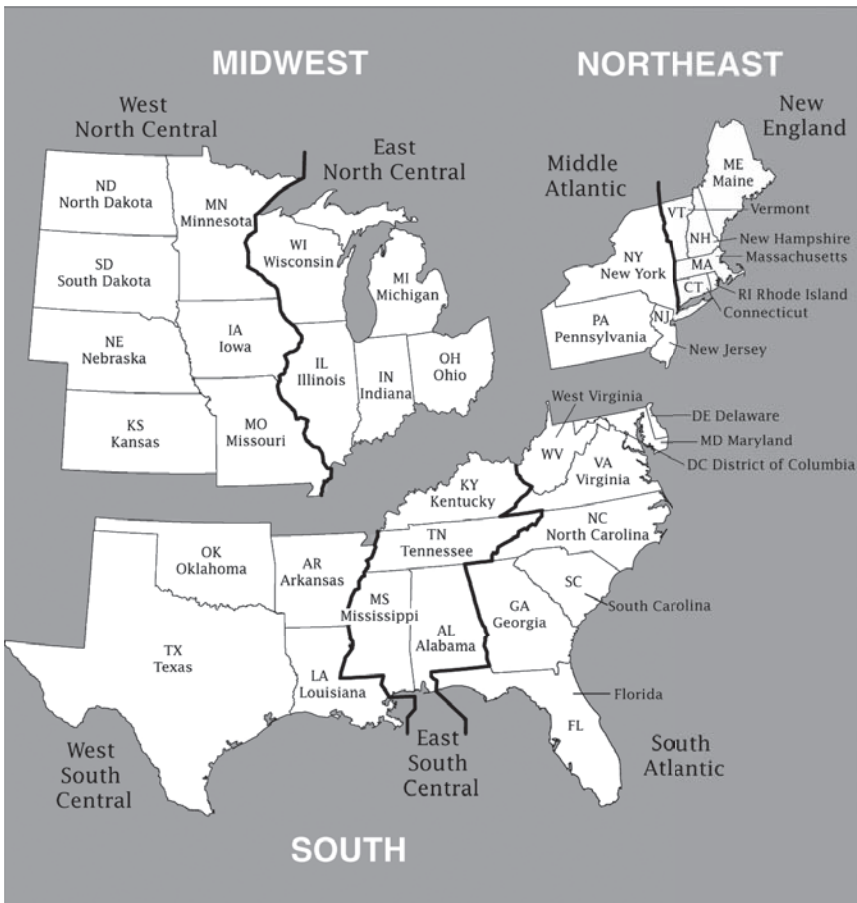 MIDWEST
NORTHEAST
West
North Central
East
North Central
New
England
Middle
Atlantic
ND
North Dakota
MN
Minnesota
SD
South Dakota
WI
Wisconsin
MI
Michigan
NE
Nebraska
IA
Iowa
IL
Illinois
IN
Indiana
OH
Ohio
KS
Kansas
MO
Missouri
ME
Maine
VT
Vermont
NH
New Hampshire
NY
New York
MA
Massachusetts
CT
RI Rhode Island
Connecticut
PA
Pennsylvania
NJ
New Jersey
West Virginia
DE Delaware
MD Maryland
DC District of Columbia
WV
VA
Virginia
KY
Kentucky
NC
North Carolina
TN
Tennessee
OK
Oklahoma
AR
Arkansas
SC
South Carolina
MS
Mississippi
AL
Alabama
GA
Georgia
TX
Texas
LA
Louisiana
Florida
FL
West
South
Central
East
South
Central
South
Atlantic
SOUTH